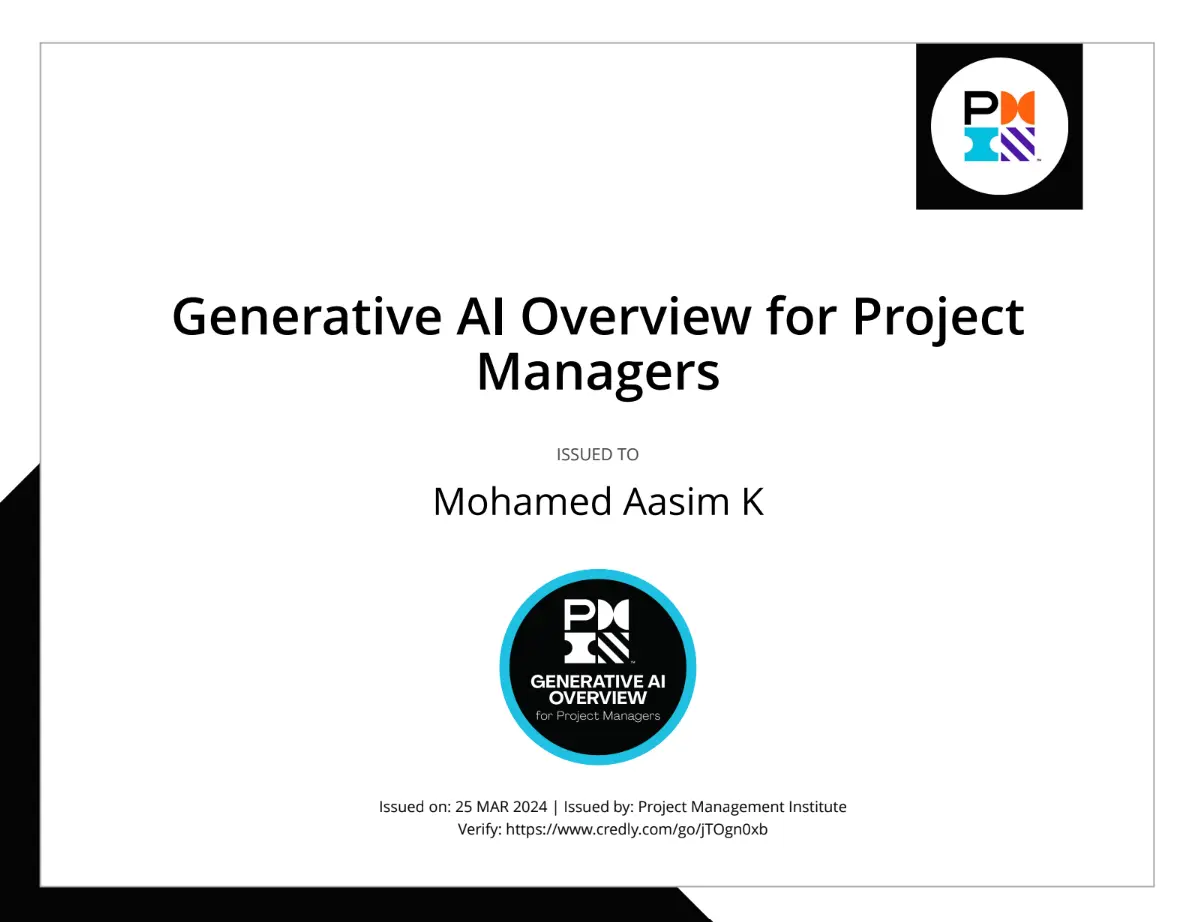 Generative AI Overview for Project
Managers
ISSUED TO
Mohamed Aasim K
GENERATIVE AI
OVERVIEW
for Project Managers
Issued on: 25 MAR 2024 | Issued by: Project Management Institute
Verify: https://www.credly.com/go/jTOgn0xb